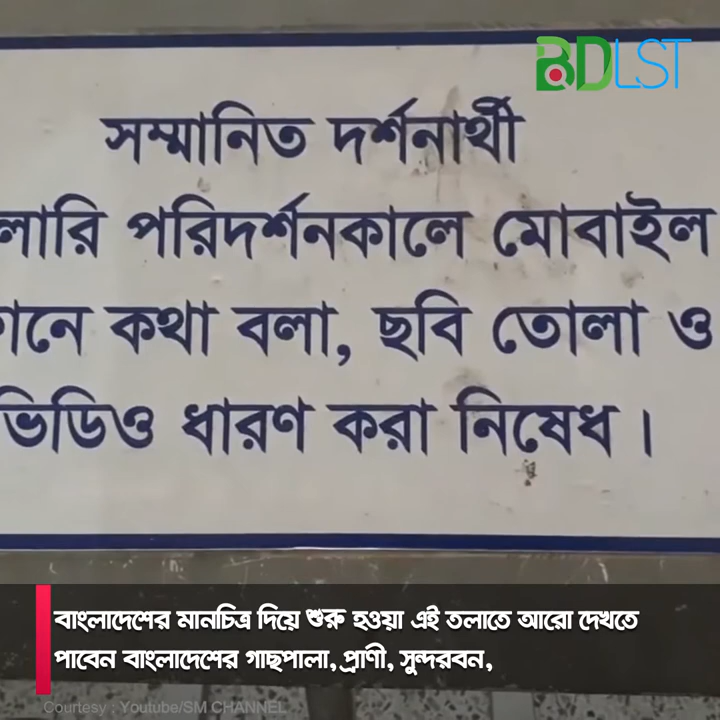 BDLST
সম্মানিত দর্শনার্থী
লারি পরিদর্শনকালে মোবাইল
কথা বলা, ছবি তোলা ও
ভিডিও ধারণ করা নিষেধ।
বাংলাদেশের মানচিত্র দিয়ে শুরু হওয়া এই তলাতে আরো দেখতে
পাবেন বাংলাদেশের গাছপালা, প্রাণী, সুন্দরবন,
Courtesy : Youtube/SM CHANNEL